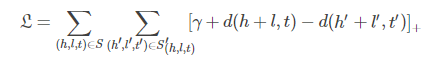 𝔏 = ∑_{(h,l,t)∈S} ∑_{(h′,l′,t′)∈S′_{(h,l,t)}} [γ + d(h + l, t) − d(h′ + l′, t′)]_+